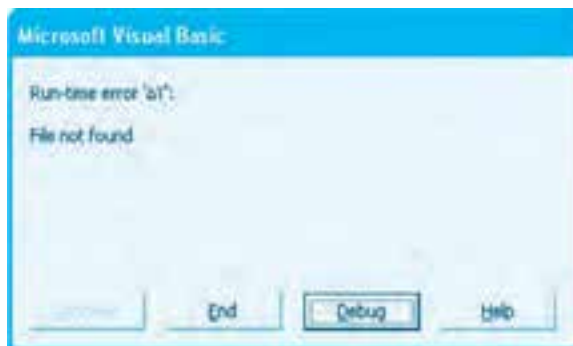 Microsoft Visual Basic
Run-time error
File not found
End
Debug
Help